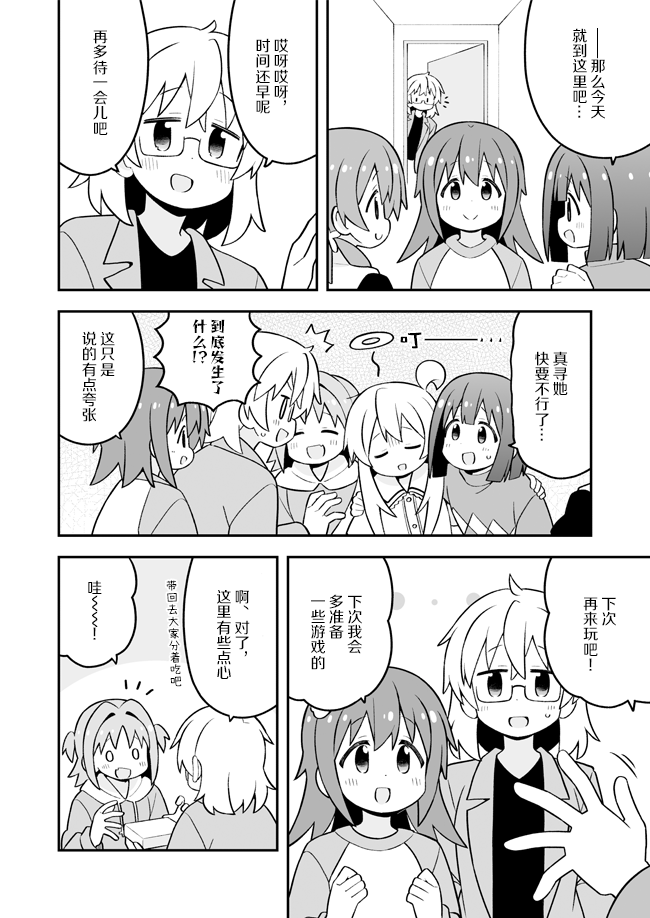 ——那么今天
就到这里吧…
哎呀哎呀，
时间还早呢
再多待一会儿吧
真寻她
快要不行了…
叮——…
到底发生了
什么!?
这只是
说的有点夸张
下次
再来玩吧！
下次我会
多准备
一些游戏的
啊、对了，
这里有些点心
带回去大家分着吃吧
哇~~~！